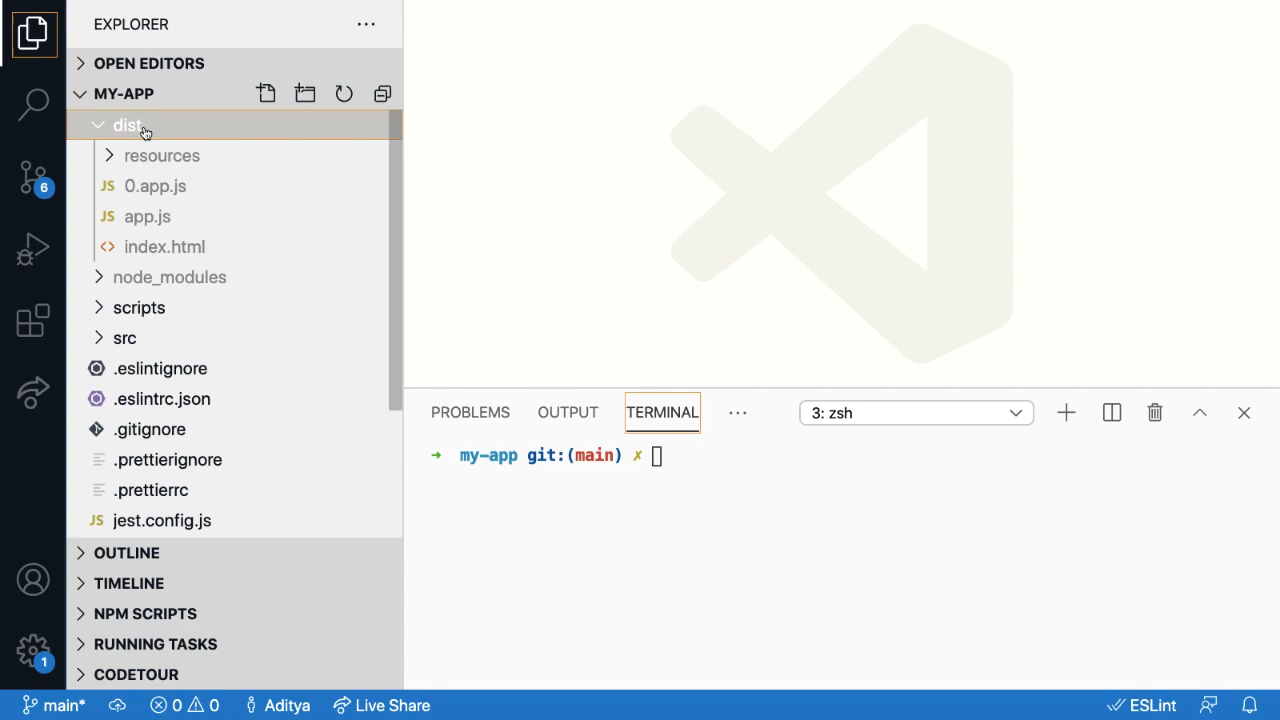 EXPLORER
OPEN EDITORS
MY-APP
dist
resources
JS 0.app.js
JS app.js
<> index.html
node_modules
scripts
src
.eslintignore
.eslintrc.json
.gitignore
.prettierignore
.prettierrc
JS jest.config.js
OUTLINE
TIMELINE
NPM SCRIPTS
RUNNING TASKS
CODETOUR
6
1
PROBLEMS OUTPUT TERMINAL ··· 3: zsh
→ my-app git:(main) ✗
main* 0 0 Aditya Live Share ESLint